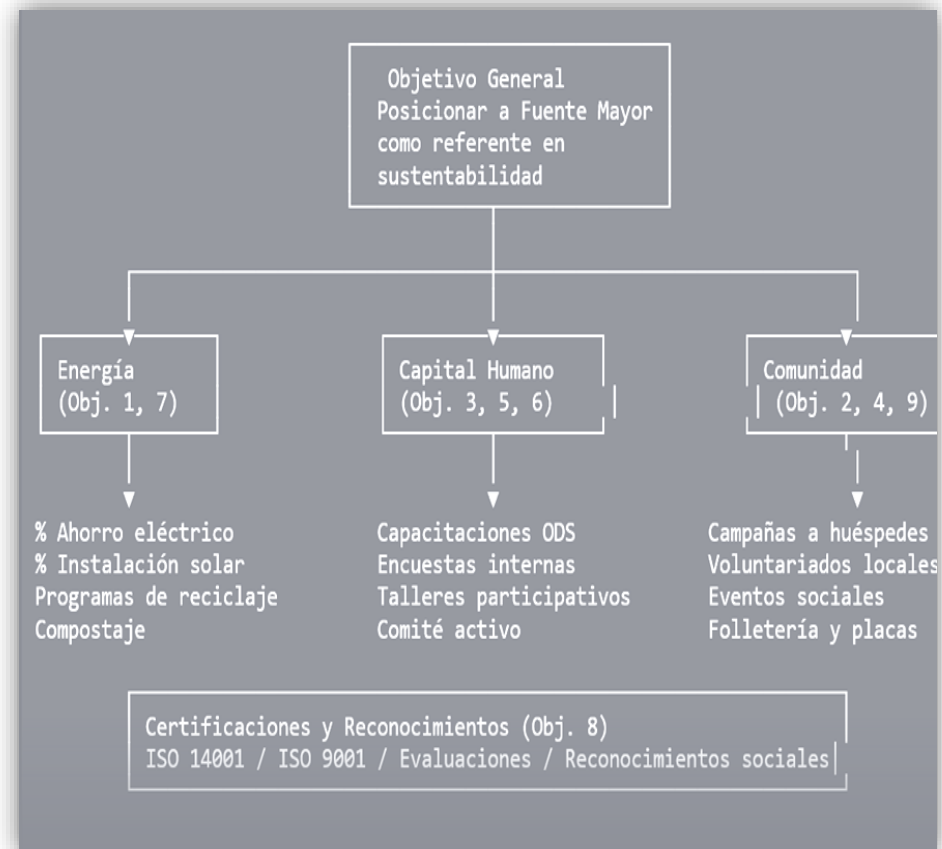 Objetivo General
Posicionar a Fuente Mayor
como referente en
sustentabilidad
Energía
(Obj. 1, 7)
% Ahorro eléctrico
% Instalación solar
Programas de reciclaje
Compostaje
Capital Humano
(Obj. 3, 5, 6)
Capacitaciones ODS
Encuestas internas
Talleres participativos
Comité activo
Comunidad
(Obj. 2, 4, 9)
Campañas a huéspedes
Voluntariados locales
Eventos sociales
Folletería y placas
Certificaciones y Reconocimientos (Obj. 8)
ISO 14001 / ISO 9001 / Evaluaciones / Reconocimientos sociales